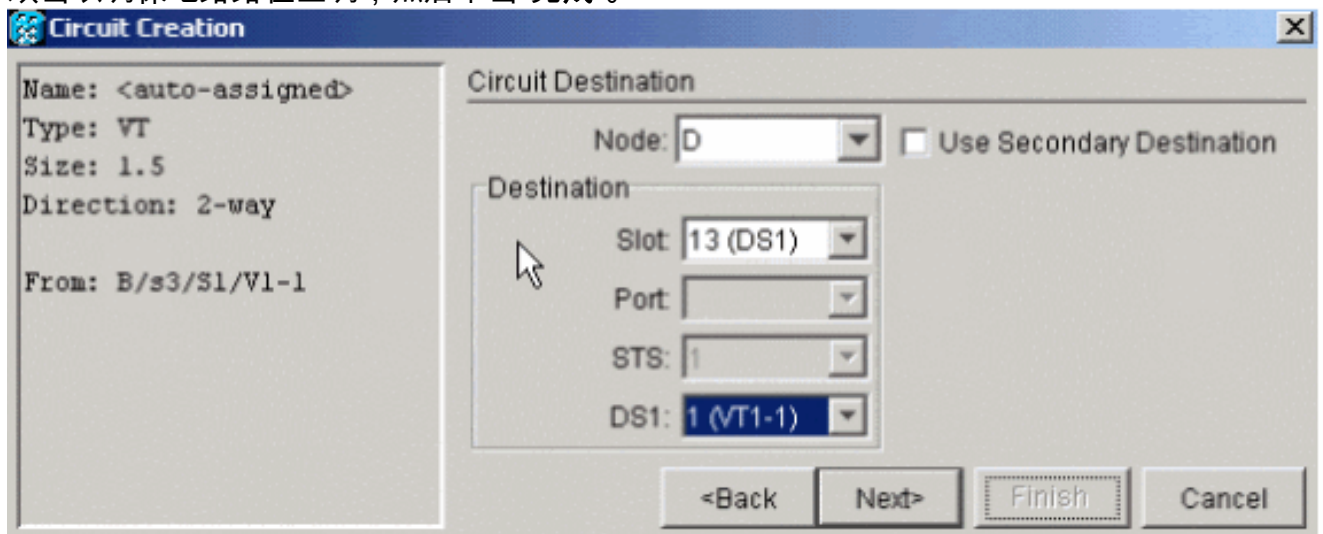 Circuit Creation
Name: <auto-assigned>
Type: VT
Size: 1.5
Direction: 2-way
From: B/s3/S1/V1-1
Circuit Destination
Node: D
Use Secondary Destination
Destination
Slot: 13 (DS1)
Port:
STS: 1
DS1: 1 (VT1-1)
<Back
Next>
Finish
Cancel